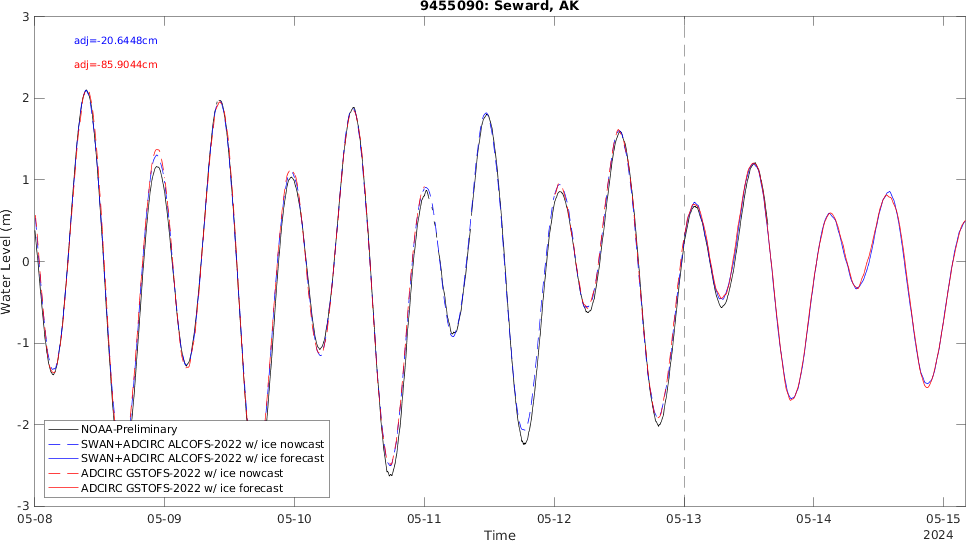 9455090: Seward, AK
adj=-20.6448cm
adj=-85.9044cm
Water Level (m)
3
2
1
0
-1
-2
-3
NOAA-Preliminary
SWAN+ADCIRC ALCOFS-2022 w/ ice nowcast
SWAN+ADCIRC ALCOFS-2022 w/ ice forecast
ADCIRC GSTOFS-2022 w/ ice nowcast
ADCIRC GSTOFS-2022 w/ ice forecast
05-08 05-09 05-10 05-11 05-12 05-13 05-14 05-15
2024
Time